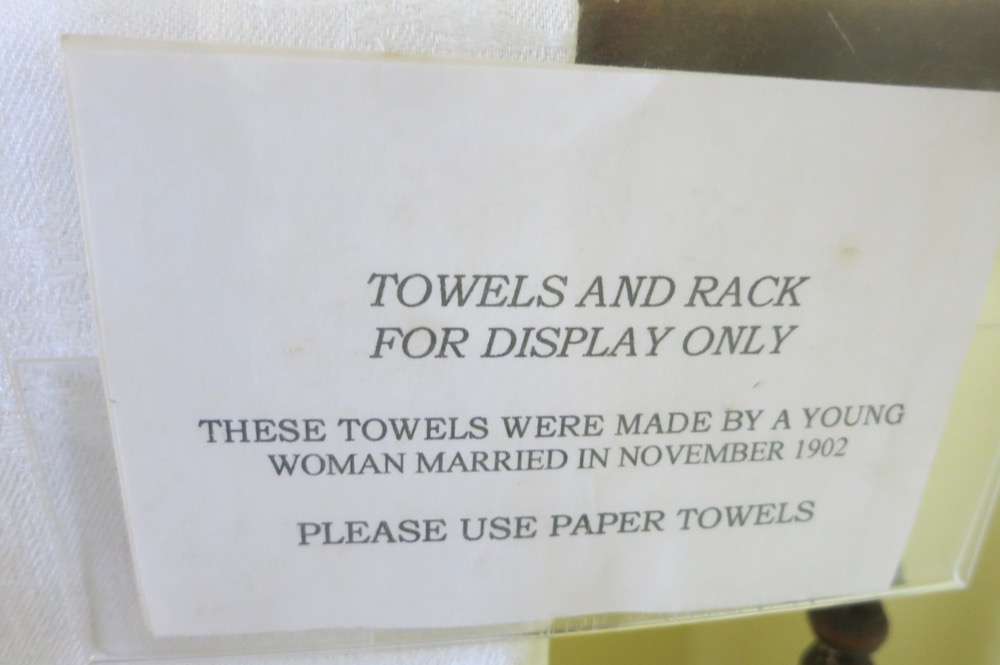 TOWELS AND RACK
FOR DISPLAY ONLY
THESE TOWELS WERE MADE BY A YOUNG
WOMAN MARRIED IN NOVEMBER 1902
PLEASE USE PAPER TOWELS